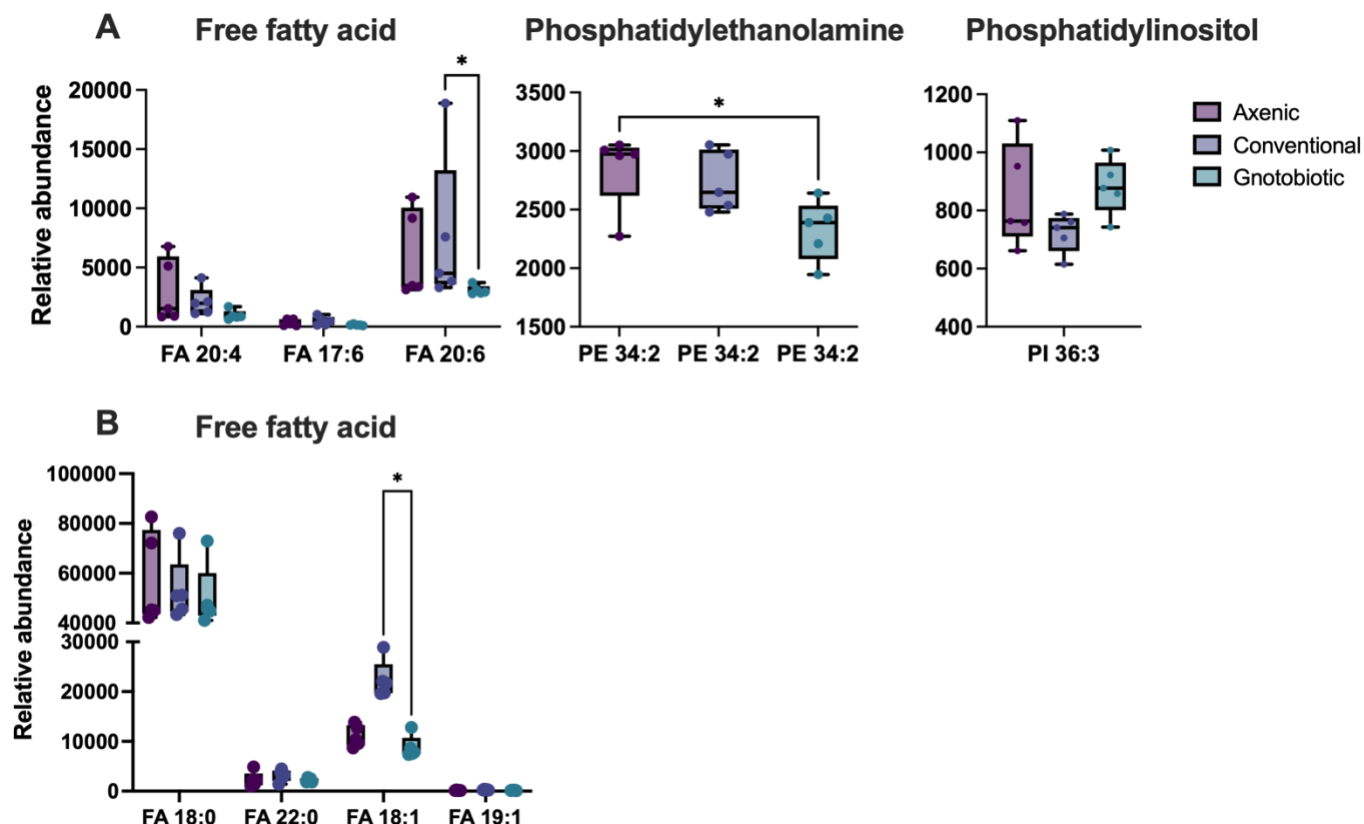 A
Free fatty acid
Phosphatidylethanolamine
Phosphatidylinositol
Relative abundance
20000
15000
10000
5000
0
*
FA 20:4
FA 17:6
FA 20:6
3500
3000
2500
2000
1500
*
PE 34:2
PE 34:2
PE 34:2
1200
1000
800
600
400
PI 36:3
Axenic
Conventional
Gnotobiotic
B
Free fatty acid
Relative abundance
100000
80000
60000
40000
30000
20000
10000
0
*
FA 18:0
FA 22:0
FA 18:1
FA 19:1